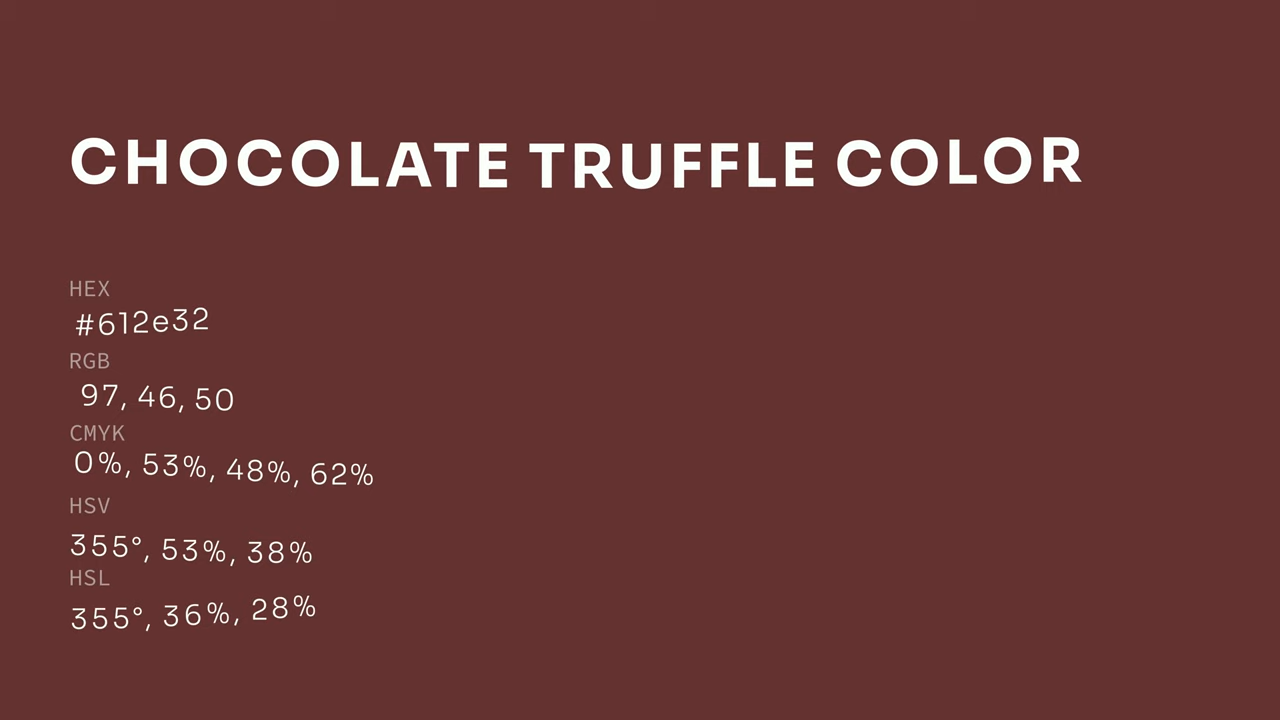 CHOCOLATE TRUFFLE COLOR
HEX
#612e32
RGB
97, 46, 50
CMYK
0%, 53%, 48%, 62%
HSV
355°, 53%, 38%
HSL
355°, 36%, 28%